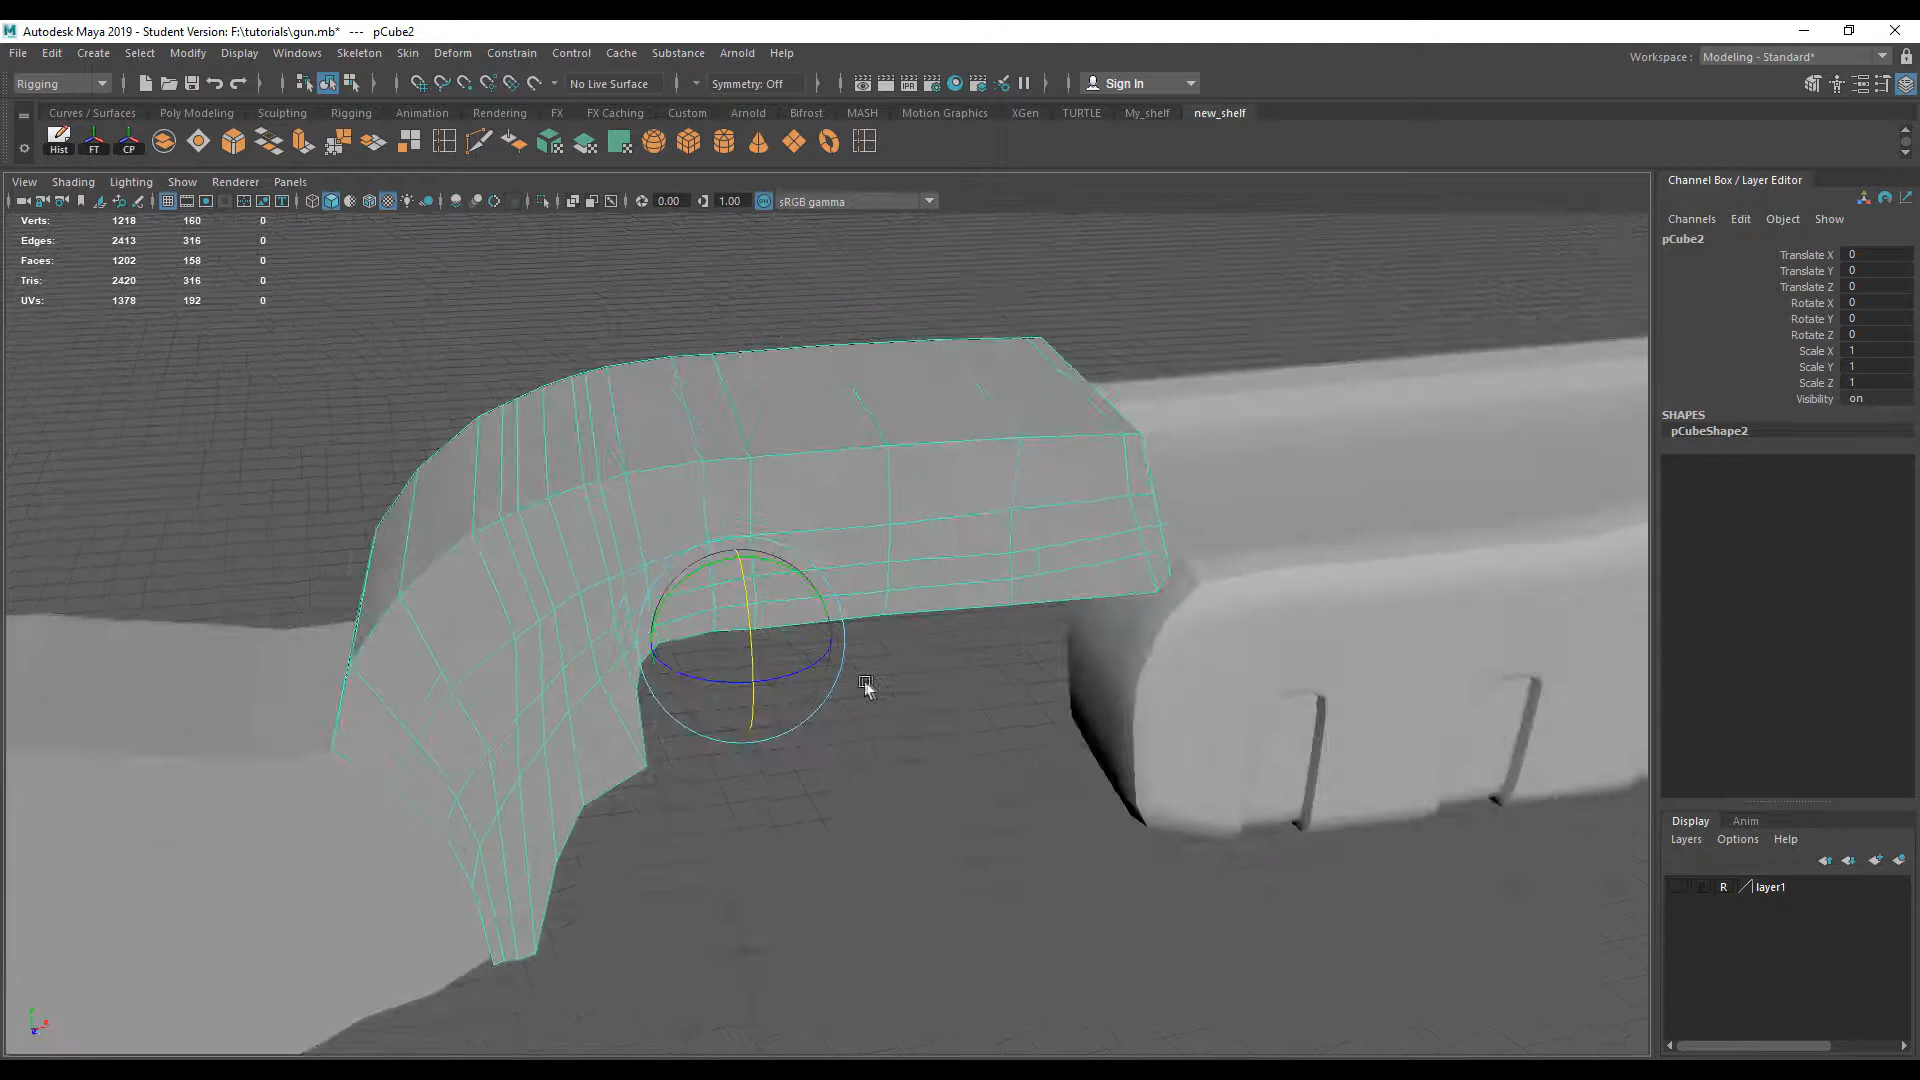 Autodesk Maya 2019 - Student Version: F:\tutorials\gun.mb* --- pCube2
File Edit Create Select Modify Display Windows Skeleton Skin Deform Constrain Control Cache Substance Arnold Help
Workspace : Modeling - Standard*
Rigging No Live Surface Symmetry: Off Sign In
Curves / Surfaces Poly Modeling Sculpting Rigging Animation Rendering FX FX Caching Custom Arnold Bifrost MASH Motion Graphics XGen TURTLE My_shelf new_shelf
Hist FT CP
View Shading Lighting Show Renderer Panels
0.00 1.00 ON sRGB gamma
Verts: 1218 160 0
Edges: 2413 316 0
Faces: 1202 158 0
Tris: 2420 316 0
UVs: 1378 192 0
Channel Box / Layer Editor
Channels Edit Object Show
pCube2
Translate X 0
Translate Y 0
Translate Z 0
Rotate X 0
Rotate Y 0
Rotate Z 0
Scale X 1
Scale Y 1
Scale Z 1
Visibility on
SHAPES
pCubeShape2
Display Anim
Layers Options Help
R layer1